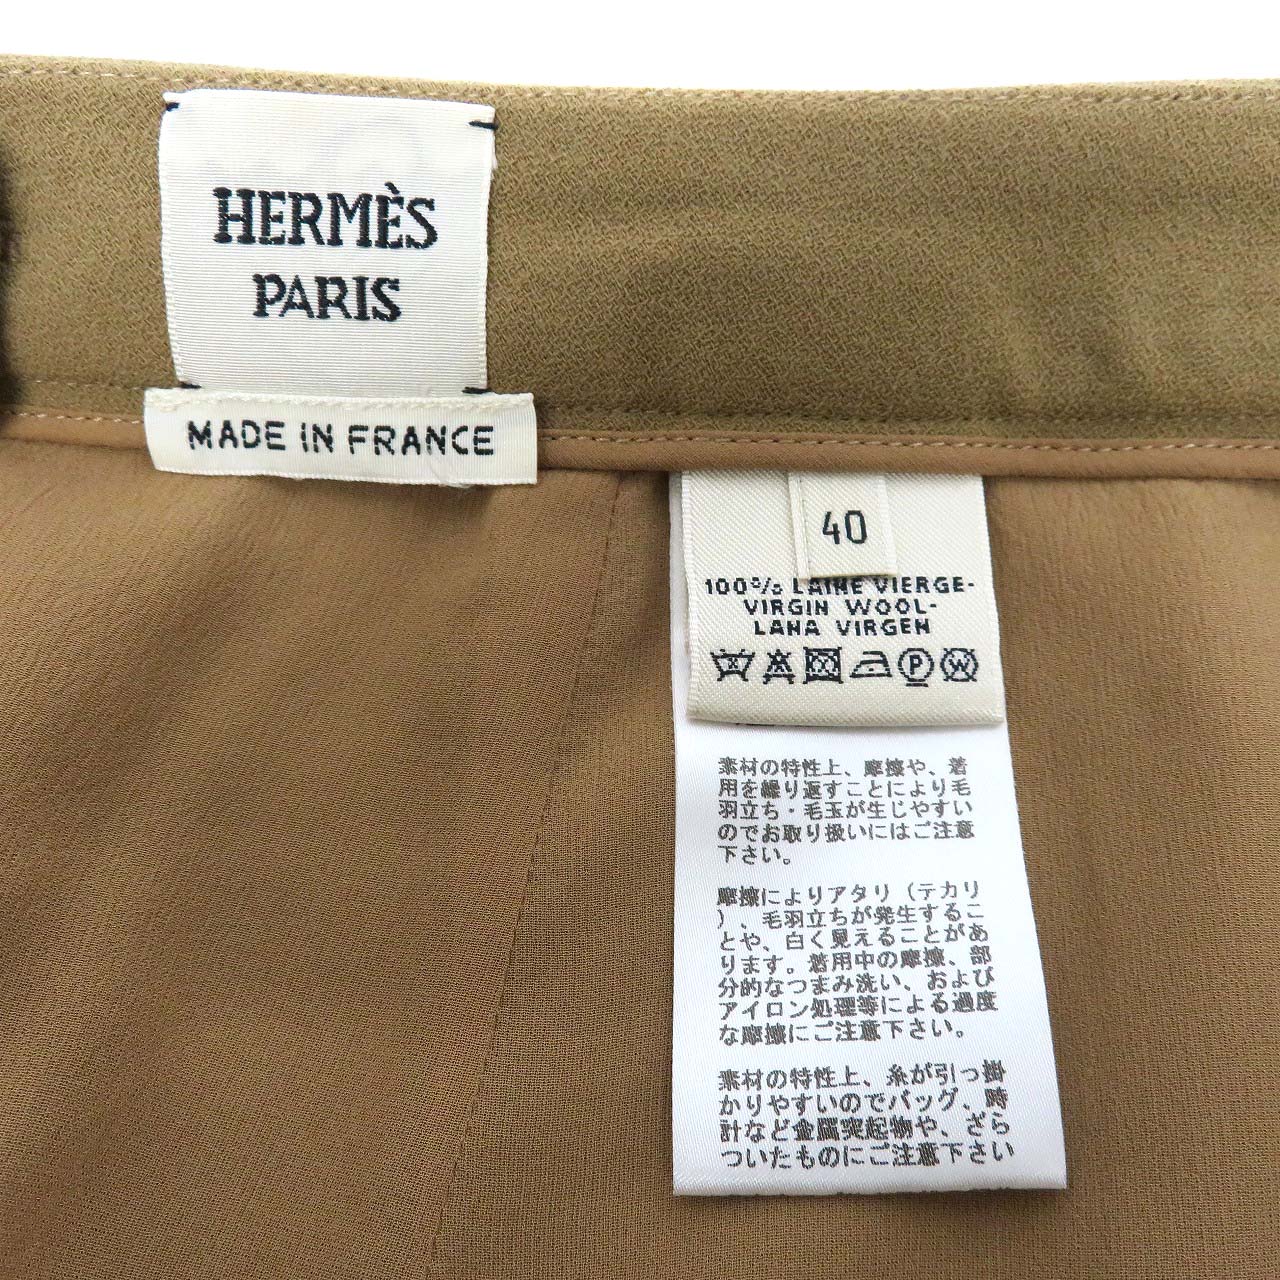 HERMÈS
PARIS
MADE IN FRANCE
40
100% LAINE VIERGE-
VIRGIN WOOL-
LANA VIRGEN
P W
素材の特性上、摩擦や、着
用を繰り返すことにより毛
羽立ち・毛玉が生じやすい
のでお取り扱いにはご注意
下さい。
摩擦によりアタリ（テカリ
）、毛羽立ちが発生するこ
とや、白く見えることがあ
ります。着用中の摩擦、部
分的なつまみ洗い、および
アイロン処理等による過度
な摩擦にご注意下さい。
素材の特性上、糸が引っ掛
かりやすいのでバッグ、時
計など金属突起物や、ざら
ついたものにご注意下さい